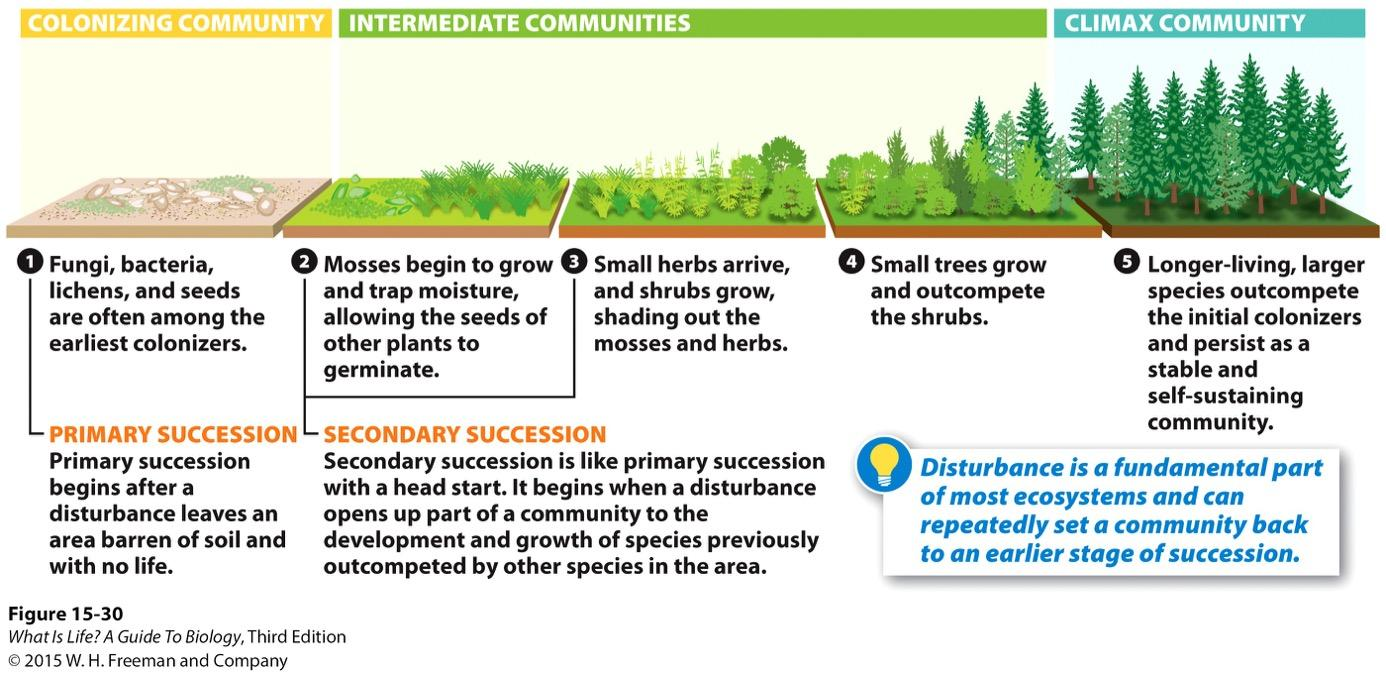 COLONIZING COMMUNITY
INTERMEDIATE COMMUNITIES
CLIMAX COMMUNITY
1 Fungi, bacteria,
lichens, and seeds
are often among the
earliest colonizers.
2 Mosses begin to grow
and trap moisture,
allowing the seeds of
other plants to
germinate.
3 Small herbs arrive,
and shrubs grow,
shading out the
mosses and herbs.
4 Small trees grow
and outcompete
the shrubs.
5 Longer-living, larger
species outcompete
the initial colonizers
and persist as a
stable and
self-sustaining
community.
PRIMARY SUCCESSION
Primary succession
begins after a
disturbance leaves an
area barren of soil and
with no life.
SECONDARY SUCCESSION
Secondary succession is like primary succession
with a head start. It begins when a disturbance
opens up part of a community to the
development and growth of species previously
outcompeted by other species in the area.
Disturbance is a fundamental part
of most ecosystems and can
repeatedly set a community back
to an earlier stage of succession.
Figure 15-30
What Is Life? A Guide To Biology, Third Edition
© 2015 W. H. Freeman and Company